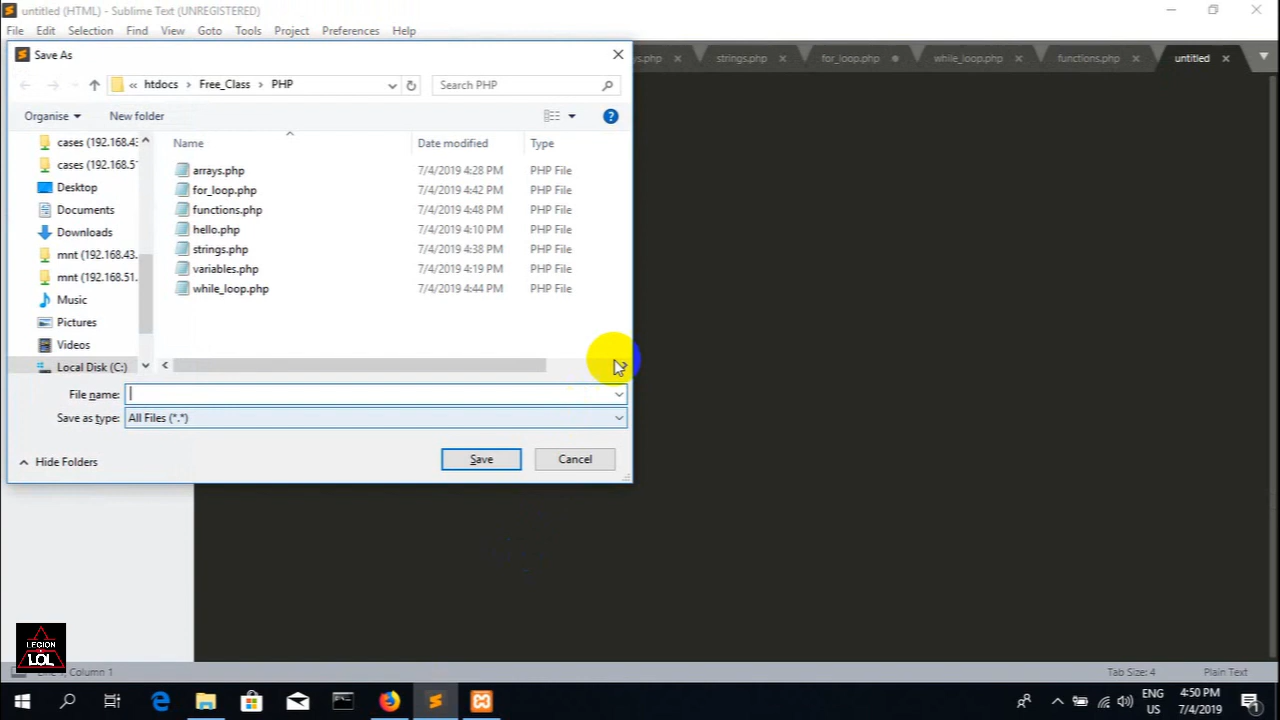 untitled (HTML) - Sublime Text (UNREGISTERED)
File Edit Selection Find View Goto Tools Project Preferences Help
Save As
ys.php strings.php for_loop.php while_loop.php functions.php untitled
« htdocs > Free_Class > PHP
Search PHP
Organise New folder
Name Date modified Type
cases (192.168.43
cases (192.168.51
Desktop
Documents
Downloads
mnt (192.168.43.
mnt (192.168.51.
Music
Pictures
Videos
Local Disk (C:)
arrays.php 7/4/2019 4:28 PM PHP File
for_loop.php 7/4/2019 4:42 PM PHP File
functions.php 7/4/2019 4:48 PM PHP File
hello.php 7/4/2019 4:10 PM PHP File
strings.php 7/4/2019 4:38 PM PHP File
variables.php 7/4/2019 4:19 PM PHP File
while_loop.php 7/4/2019 4:44 PM PHP File
File name:
Save as type: All Files (*.*)
Hide Folders
Save Cancel
LEGION
LOL
Column 1
Tab Size: 4 Plain Text
ENG
US
4:50 PM
7/4/2019
1